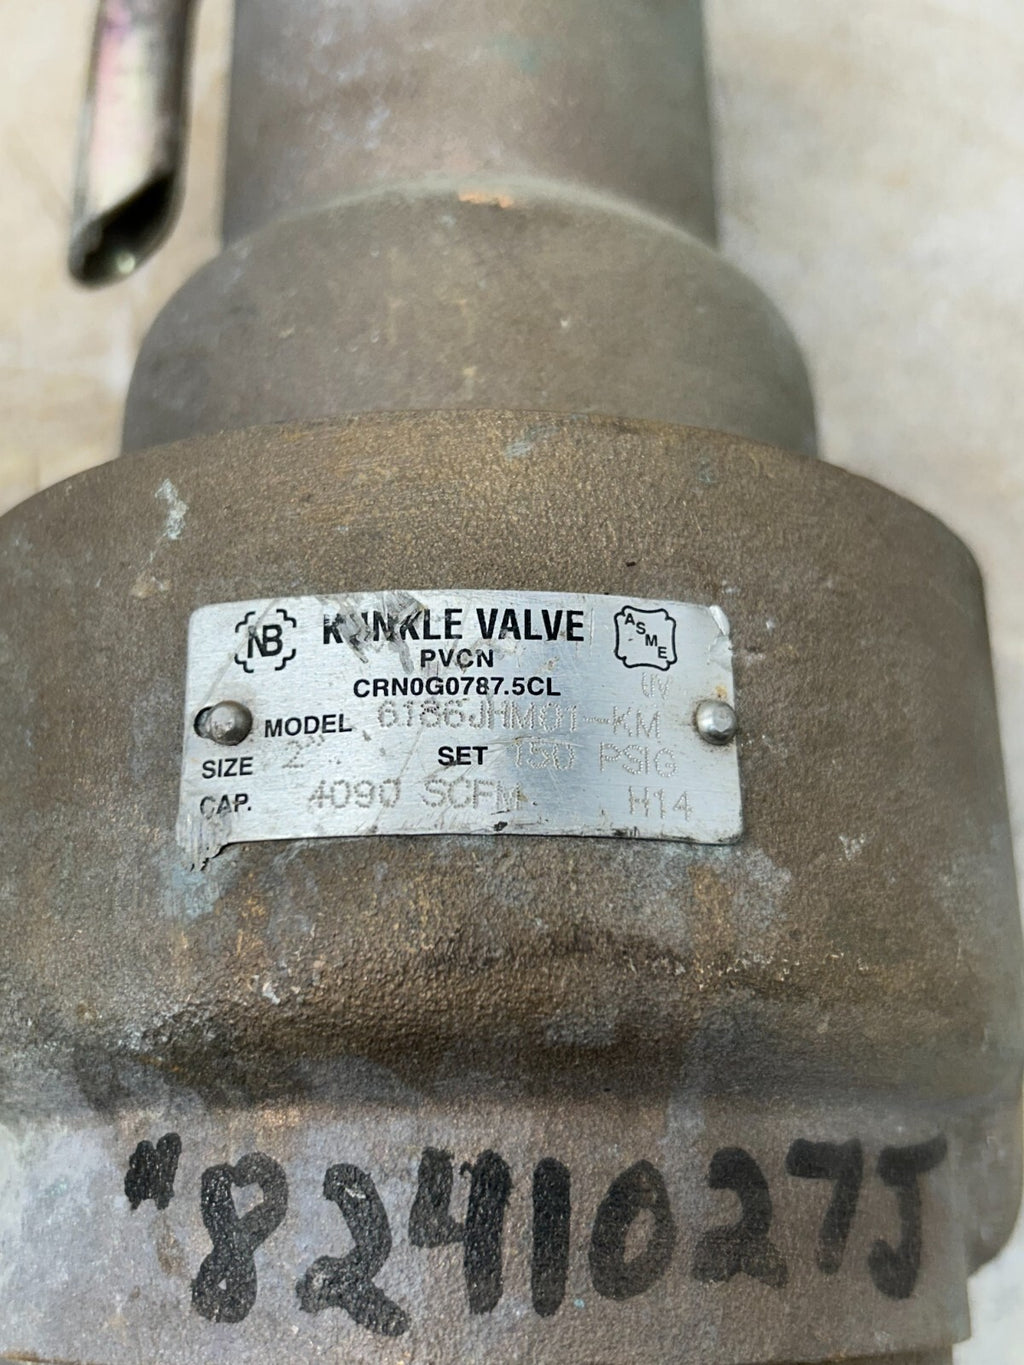 NB KUNKLE VALVE ASME
PVCN
CRN0G0787.5CL UV
MODEL 6186JHM01-KM
SIZE 2" SET 150 PSIG
CAP. 4090 SCFM H14
"82411027J